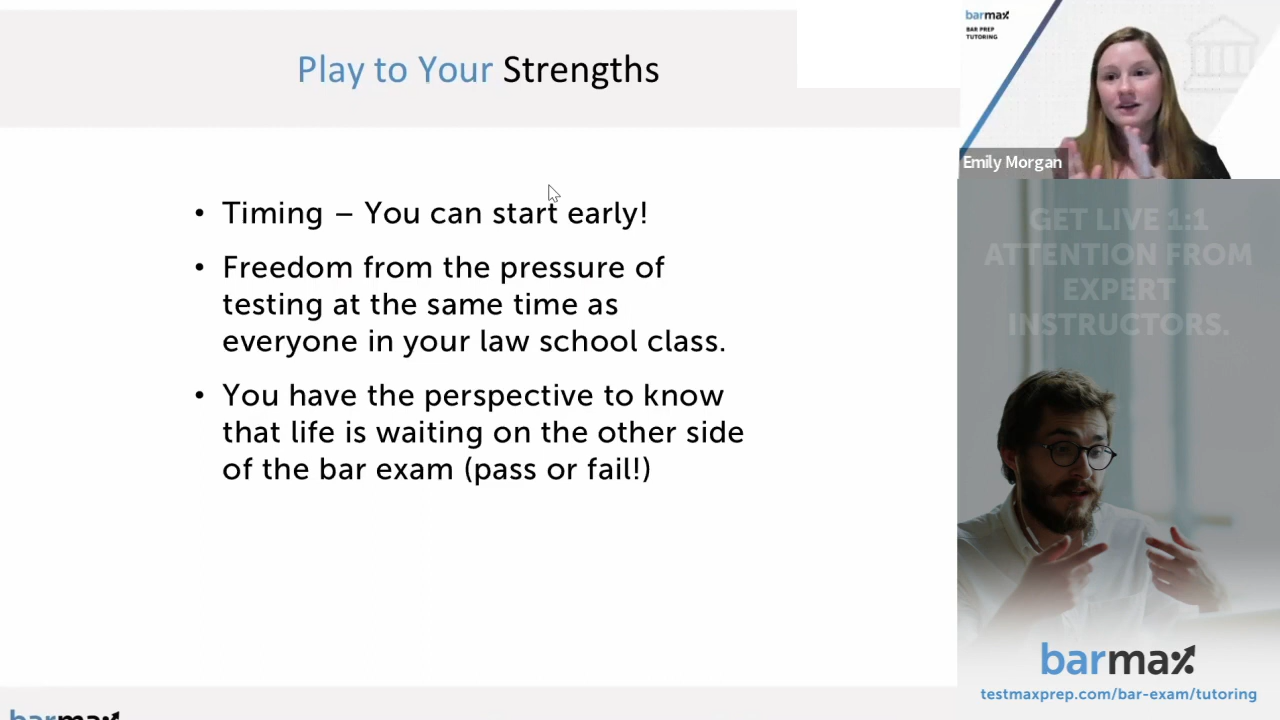 Play to Your Strengths
• Timing – You can start early!
• Freedom from the pressure of
testing at the same time as
everyone in your law school class.
• You have the perspective to know
that life is waiting on the other side
of the bar exam (pass or fail!)
barmax
barmax
BAR PREP
TUTORING
Emily Morgan
GET LIVE 1:1
ATTENTION FROM
EXPERT
INSTRUCTORS.
barmax
testmaxprep.com/bar-exam/tutoring